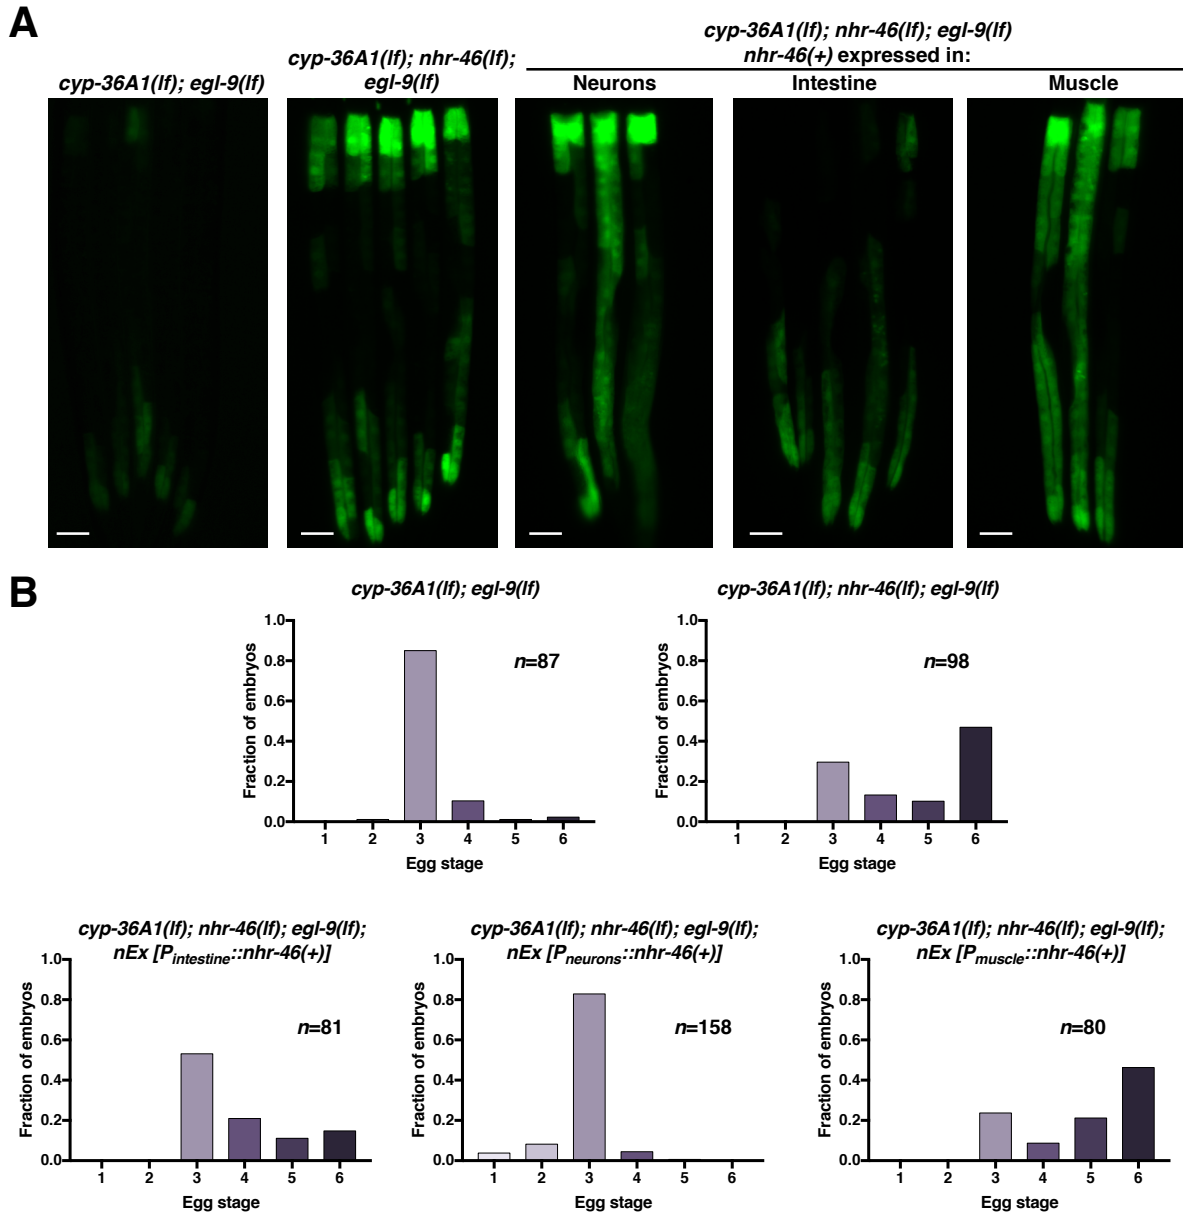 A
cyp-36A1(lf); egl-9(lf)
cyp-36A1(lf); nhr-46(lf);
egl-9(lf)
cyp-36A1(lf); nhr-46(lf); egl-9(lf)
nhr-46(+) expressed in:
Neurons
Intestine
Muscle
B
cyp-36A1(lf); egl-9(lf)
Fraction of embryos
1.0
0.8
0.6
0.4
0.2
0.0
n=87
1 2 3 4 5 6
Egg stage
cyp-36A1(lf); nhr-46(lf); egl-9(lf)
Fraction of embryos
1.0
0.8
0.6
0.4
0.2
0.0
n=98
1 2 3 4 5 6
Egg stage
cyp-36A1(lf); nhr-46(lf); egl-9(lf);
nEx [Pintestine::nhr-46(+)]
Fraction of embryos
1.0
0.8
0.6
0.4
0.2
0.0
n=81
1 2 3 4 5 6
Egg stage
cyp-36A1(lf); nhr-46(lf); egl-9(lf);
nEx [Pneurons::nhr-46(+)]
Fraction of embryos
1.0
0.8
0.6
0.4
0.2
0.0
n=158
1 2 3 4 5 6
Egg stage
cyp-36A1(lf); nhr-46(lf); egl-9(lf);
nEx [Pmuscle::nhr-46(+)]
Fraction of embryos
1.0
0.8
0.6
0.4
0.2
0.0
n=80
1 2 3 4 5 6
Egg stage